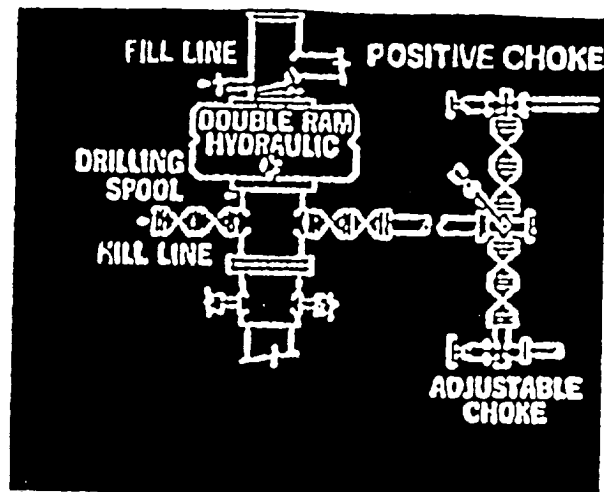 FILL LINE
POSITIVE CHOKE
DOUBLE RAM
HYDRAULIC
DRILLING
SPOOL
KILL LINE
ADJUSTABLE
CHOKE